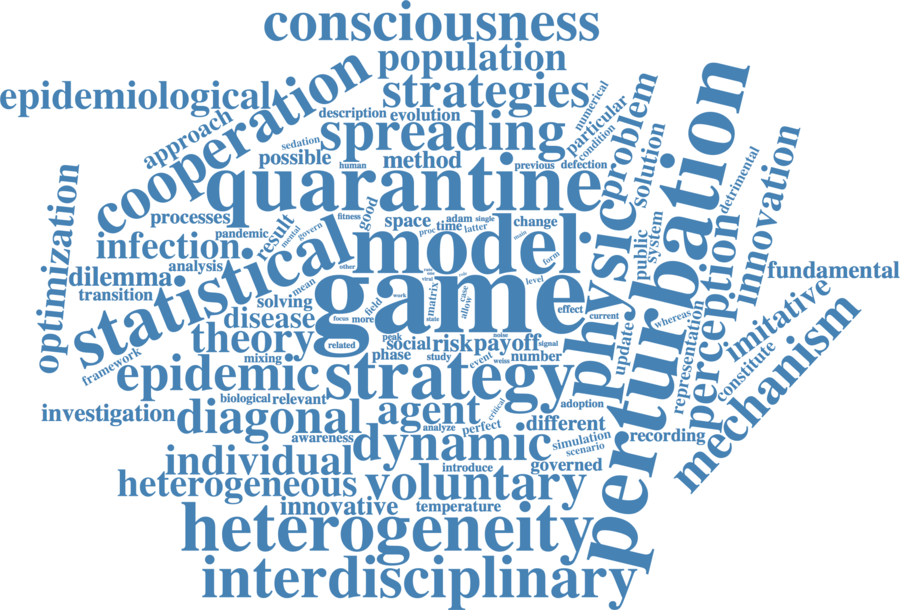 consciousness
population
epidemiological
cooperation
strategies
numerical
particular
condition
problem
perturbation
description
evolution
approach
sedation
spreading
possible
human
method
previous
defection
solution
innovation
detrimental
optimization
quarantine
processes
pandemic
fitness
good
space
adam
single
time
latter
proc
change
main
public
system
physic
perception
infection
result
mental
govern
statistical
model
form
level
fundamental
dilemma
analysis
transition
mean
other
game
rate
size
viral
role
imitative
solving
field
work
matrix
state
case
allow
effect
current
whereas
disease
focus
more
framework
theory
related
peak
social
risk
payoff
noise
signal
update
representation
mechanism
mixing
phase
study
event
weiss
number
constitute
epidemic
strategy
biological
relevant
adoption
investigation
diagonal
agent
critical
different
awareness
analyze
perfect
simulation
scenario
recording
individual
dynamic
introduce
governed
heterogeneous
voluntary
innovative
temperature
heterogeneity
interdisciplinary